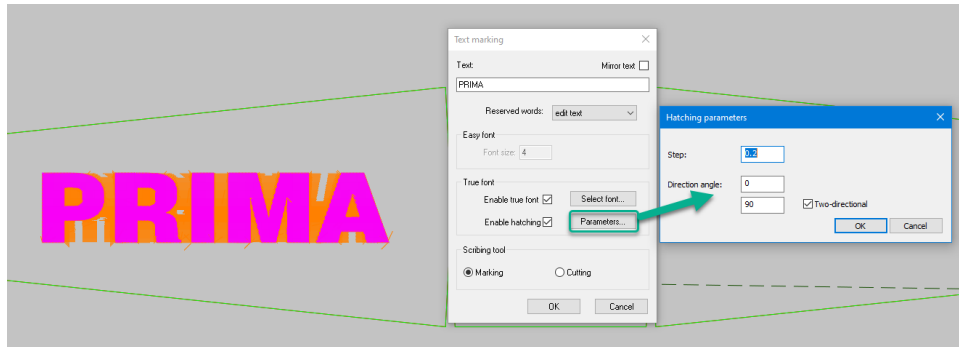 PRIMA
Text marking
Text:
Mirror text
PRIMA
Reserved words:
edit text
Easy font
Font size:
4
True font
Enable true font
Select font...
Enable hatching
Parameters...
Scribing tool
Marking
Cutting
OK
Cancel
Hatching parameters
Step:
0.2
Direction angle:
0
90
Two-directional
OK
Cancel